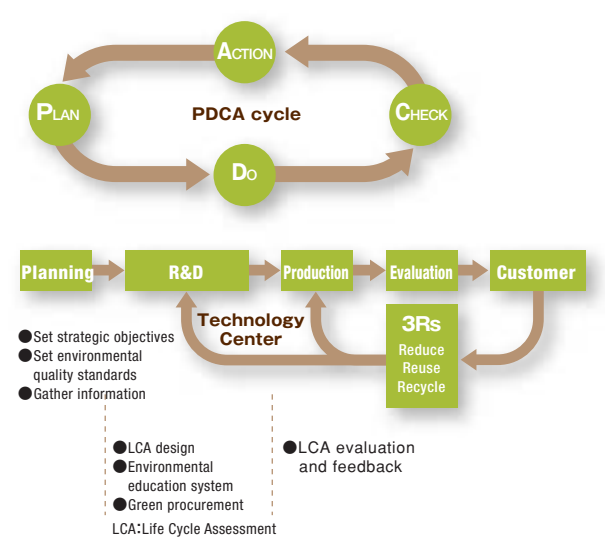 ACTION
PLAN
PDCA cycle
CHECK
DO
Planning
R&D
Production
Evaluation
Customer
Technology
Center
3Rs
Reduce
Reuse
Recycle
●Set strategic objectives
●Set environmental
quality standards
●Gather information
●LCA design
●Environmental
education system
●Green procurement
LCA:Life Cycle Assessment
●LCA evaluation
and feedback